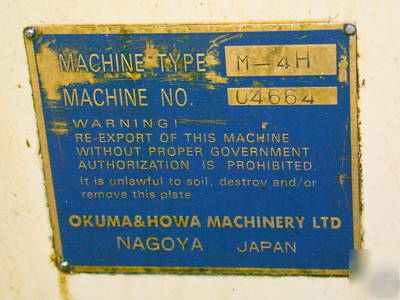 MACHINE TYPE M-4H
MACHINE NO. 04664
WARNING!
RE-EXPORT OF THIS MACHINE
WITHOUT PROPER GOVERNMENT
AUTHORIZATION IS PROHIBITED.
It is unlawful to soil, destroy and/or
remove this plate.
OKUMA&HOWA MACHINERY LTD
NAGOYA JAPAN